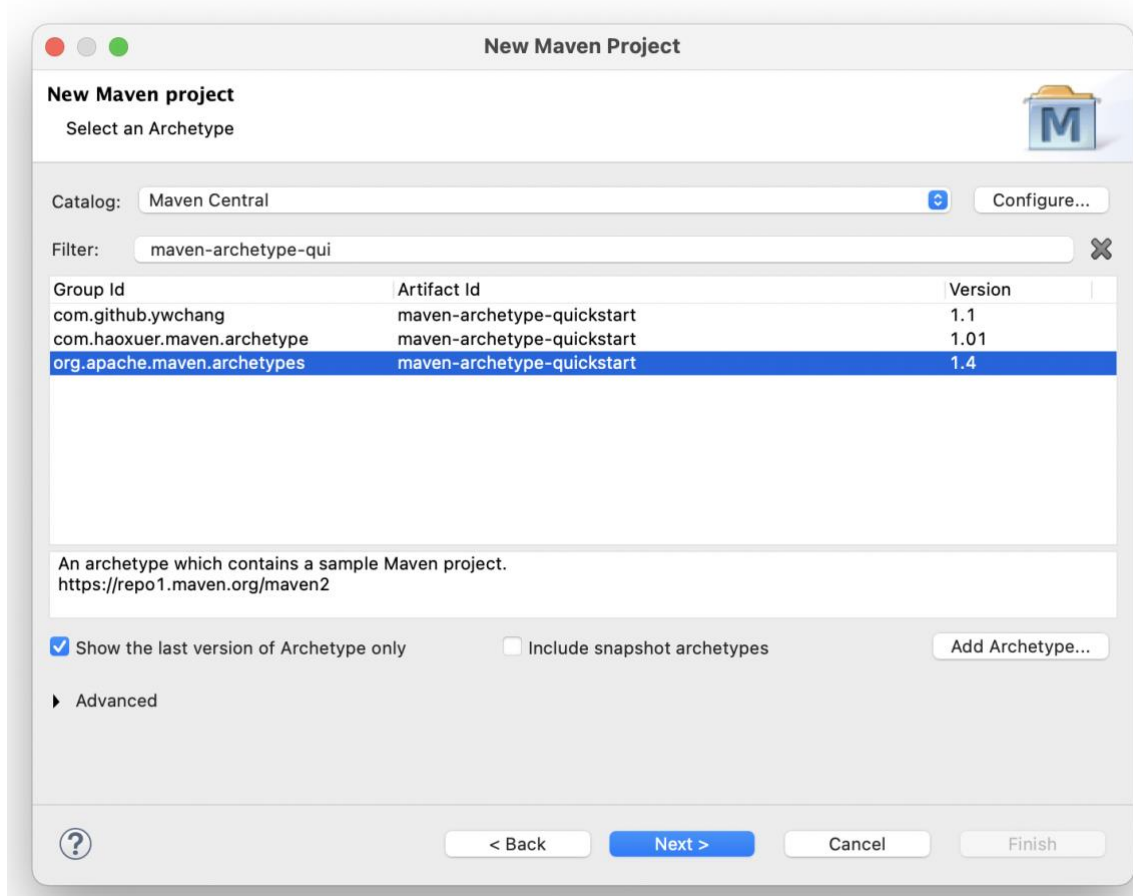 New Maven Project
New Maven project
Select an Archetype
M
Catalog: Maven Central Configure...
Filter: maven-archetype-qui
Group Id Artifact Id Version
com.github.ywchang maven-archetype-quickstart 1.1
com.haoxuer.maven.archetype maven-archetype-quickstart 1.01
org.apache.maven.archetypes maven-archetype-quickstart 1.4
An archetype which contains a sample Maven project.
https://repo1.maven.org/maven2
Show the last version of Archetype only Include snapshot archetypes Add Archetype...
Advanced
? < Back Next > Cancel Finish